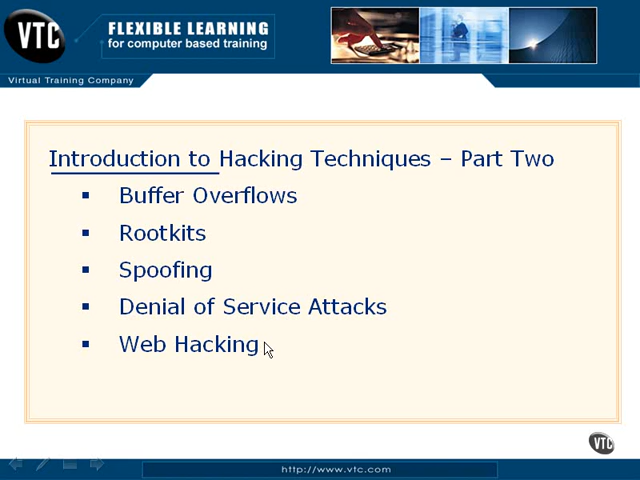 VTC
FLEXIBLE LEARNING
for computer based training
Virtual Training Company
Introduction to Hacking Techniques – Part Two
▪ Buffer Overflows
▪ Rootkits
▪ Spoofing
▪ Denial of Service Attacks
▪ Web Hacking
VTC
http://www.vtc.com